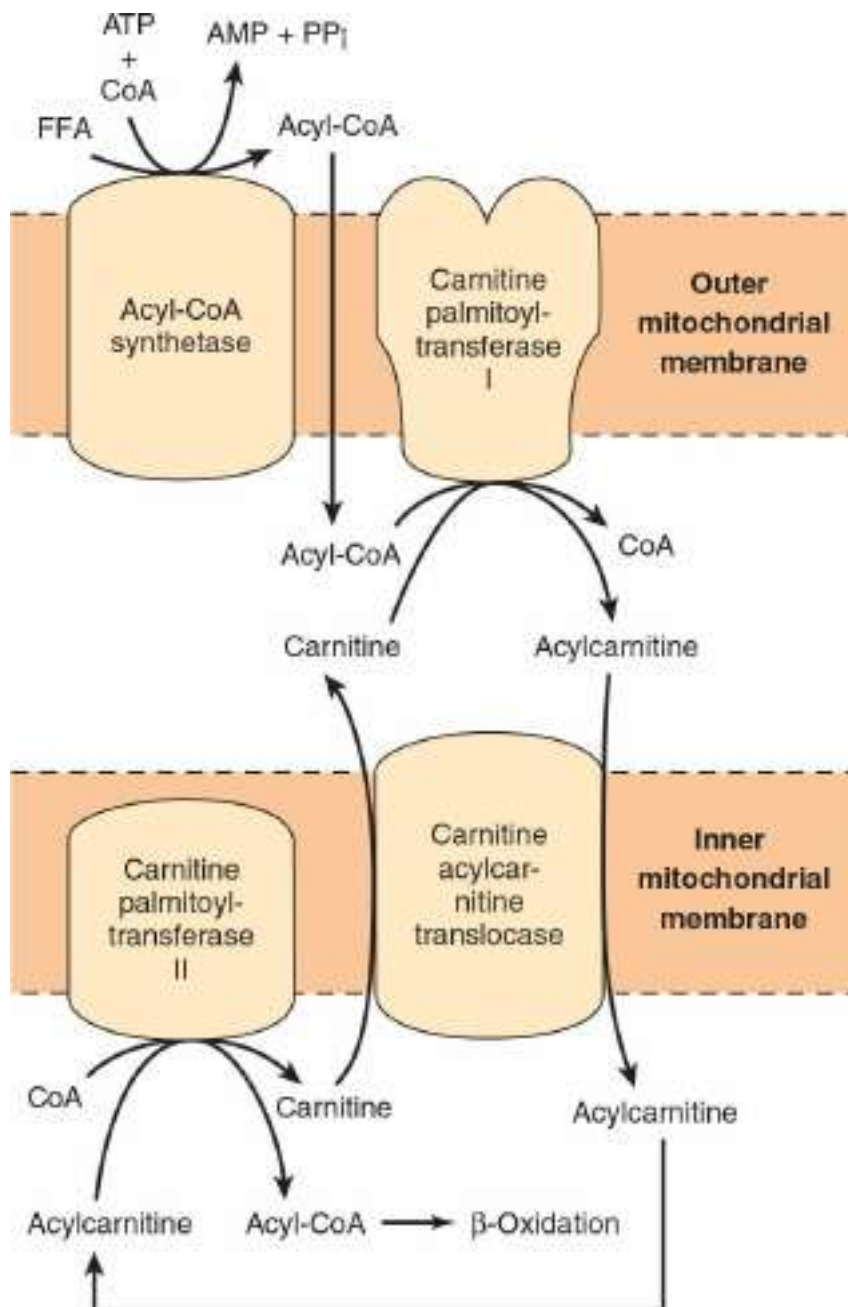 ATP
+
CoA
AMP + PPi
FFA
Acyl-CoA
Acyl-CoA
synthetase
Carnitine
palmitoyl-
transferase
I
Outer
mitochondrial
membrane
Acyl-CoA
CoA
Carnitine
Acylcarnitine
Carnitine
palmitoyl-
transferase
II
Carnitine
acylcar-
nitine
translocase
Inner
mitochondrial
membrane
CoA
Carnitine
Acylcarnitine
Acylcarnitine
Acyl-CoA
β-Oxidation